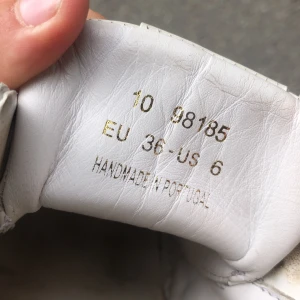 10 98185
EU 36-US 6
HANDMADE IN PORTUGAL